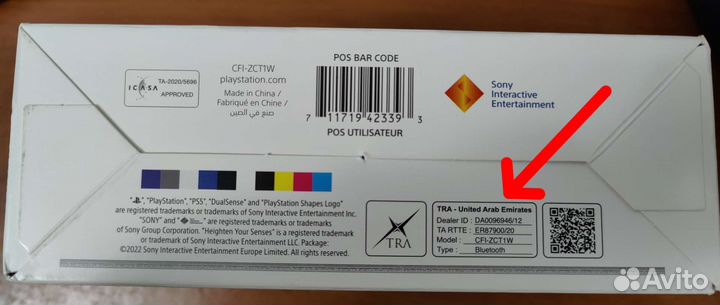 POS BAR CODE
7 11719 42339 3
POS UTILISATEUR
ICASA
TA-2020/5696
APPROVED
CFI-ZCT1W
playstation.com
Made in China /
Fabriqué en Chine /
صنع في الصين
Sony
Interactive
Entertainment
", "PlayStation", "PS5", "DualSense" and "PlayStation Shapes Logo"
are registered trademarks or trademarks of Sony Interactive Entertainment Inc.
"SONY" and " " are registered trademarks or trademarks
of Sony Group Corporation. "Heighten Your Senses" is a
registered trademark or trademark of Sony Interactive Entertainment LLC. Package:
©2022 Sony Interactive Entertainment Europe Limited. All rights reserved.
TRA
TRA - United Arab Emirates
Dealer ID : DA0096946/12
TA RTTE : ER87900/20
Model : CFI-ZCT1W
Type : Bluetooth
Avito